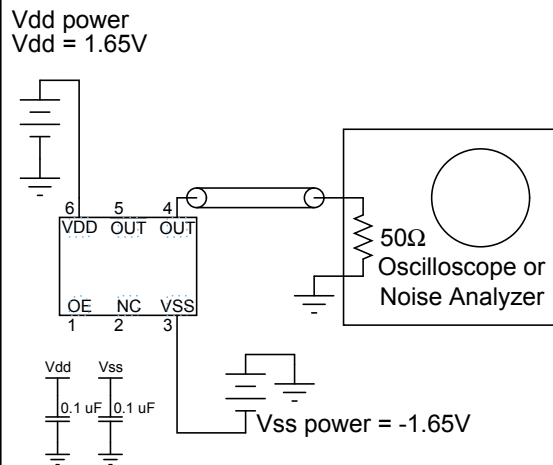 Vdd power
Vdd = 1.65V
6 5 4
VDD OUT OUT
50Ω
Oscilloscope or
Noise Analyzer
OE NC VSS
1 2 3
Vdd Vss
0.1 uF 0.1 uF
Vss power = -1.65V